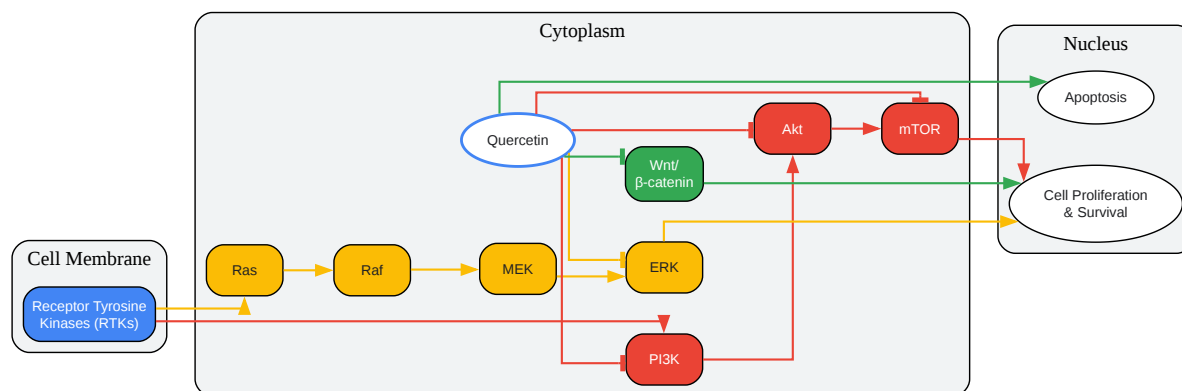 Cytoplasm
Nucleus
Apoptosis
Quercetin
Akt
mTOR
Wnt/
β-catenin
Cell Proliferation
& Survival
Cell Membrane
Ras
Raf
MEK
ERK
Receptor Tyrosine
Kinases (RTKs)
PI3K